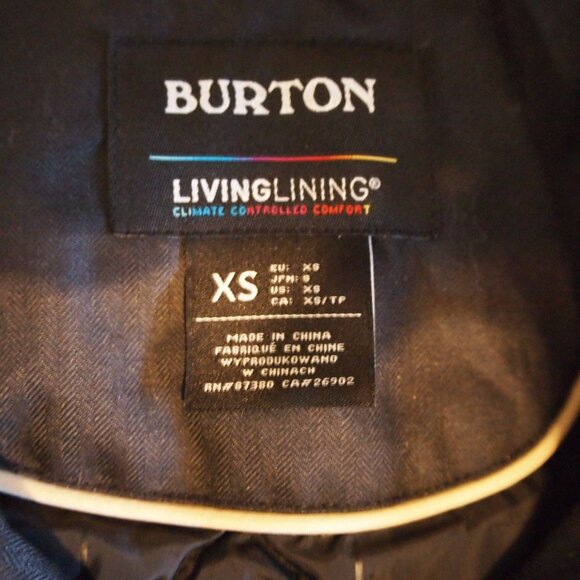 BURTON
LIVINGLINING®
CLIMATE CONTROLLED COMFORT
XS
EU: XS
JPN: S
US: XS
CA: XS/TP
MADE IN CHINA
FABRIQUÉ EN CHINE
WYPRODUKOWANO
W CHINACH
RN#87380 CA#26902